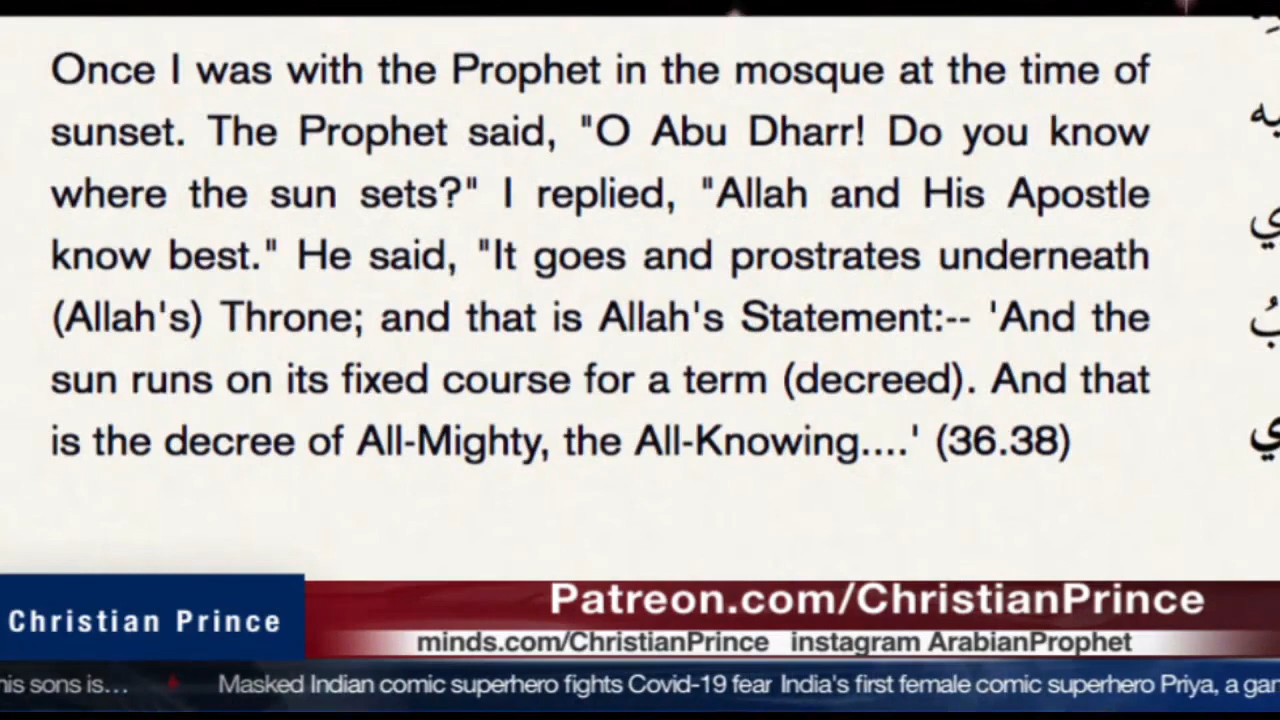 Once I was with the Prophet in the mosque at the time of
sunset. The Prophet said, "O Abu Dharr! Do you know
where the sun sets?" I replied, "Allah and His Apostle
know best." He said, "It goes and prostrates underneath
(Allah's) Throne; and that is Allah's Statement:-- 'And the
sun runs on its fixed course for a term (decreed). And that
is the decree of All-Mighty, the All-Knowing....' (36.38)
Christian Prince
Patreon.com/ChristianPrince
minds.com/ChristianPrince instagram ArabianProphet
his sons is... Masked Indian comic superhero fights Covid-19 fear India's first female comic superhero Priya, a